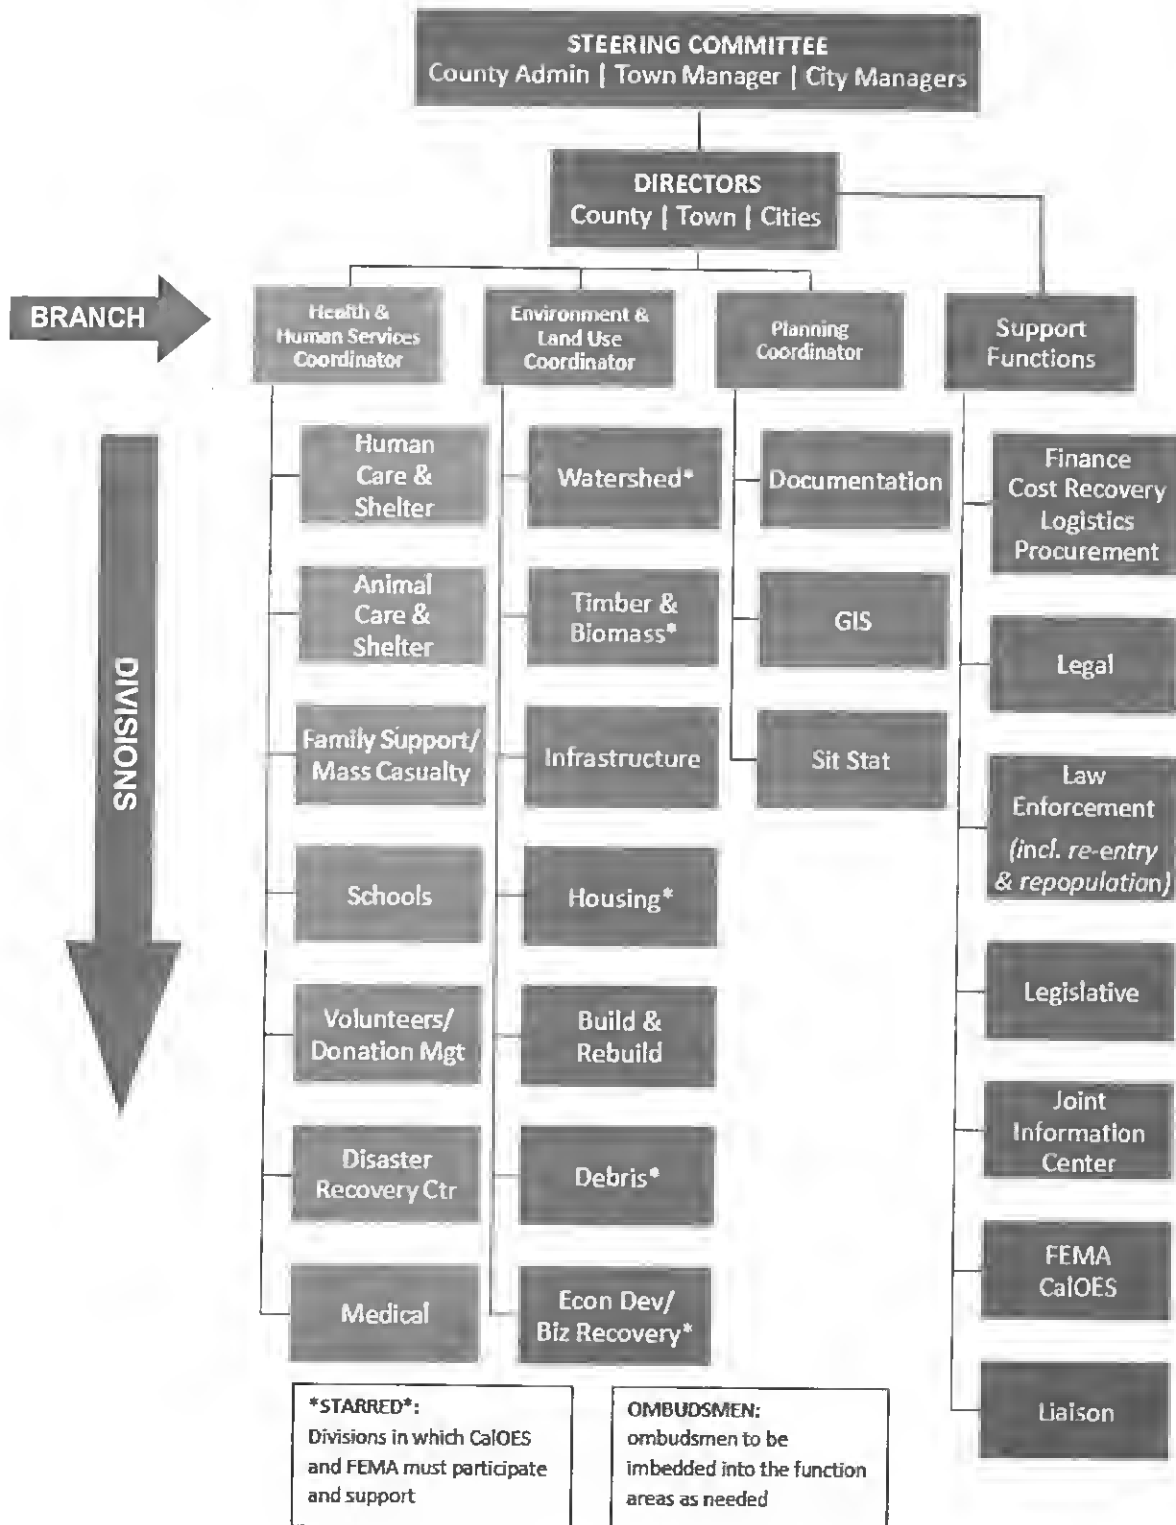 STEERING COMMITTEE
County Admin | Town Manager | City Managers
DIRECTORS
County | Town | Cities
BRANCH
Health &
Human Services
Coordinator
Environment &
Land Use
Coordinator
Planning
Coordinator
Support
Functions
DIVISIONS
Human
Care &
Shelter
Animal
Care &
Shelter
Family Support/
Mass Casualty
Schools
Volunteers/
Donation Mgt
Disaster
Recovery Ctr
Medical
Watershed*
Timber &
Biomass*
Infrastructure
Housing*
Build &
Rebuild
Debris*
Econ Dev/
Biz Recovery*
Documentation
GIS
Sit Stat
Finance
Cost Recovery
Logistics
Procurement
Legal
Law
Enforcement
(incl. re-entry
& repopulation)
Legislative
Joint
Information
Center
FEMA
CalOES
Liaison
*STARRED*:
Divisions in which CalOES
and FEMA must participate
and support
OMBUDSMEN:
ombudsmen to be
imbedded into the function
areas as needed